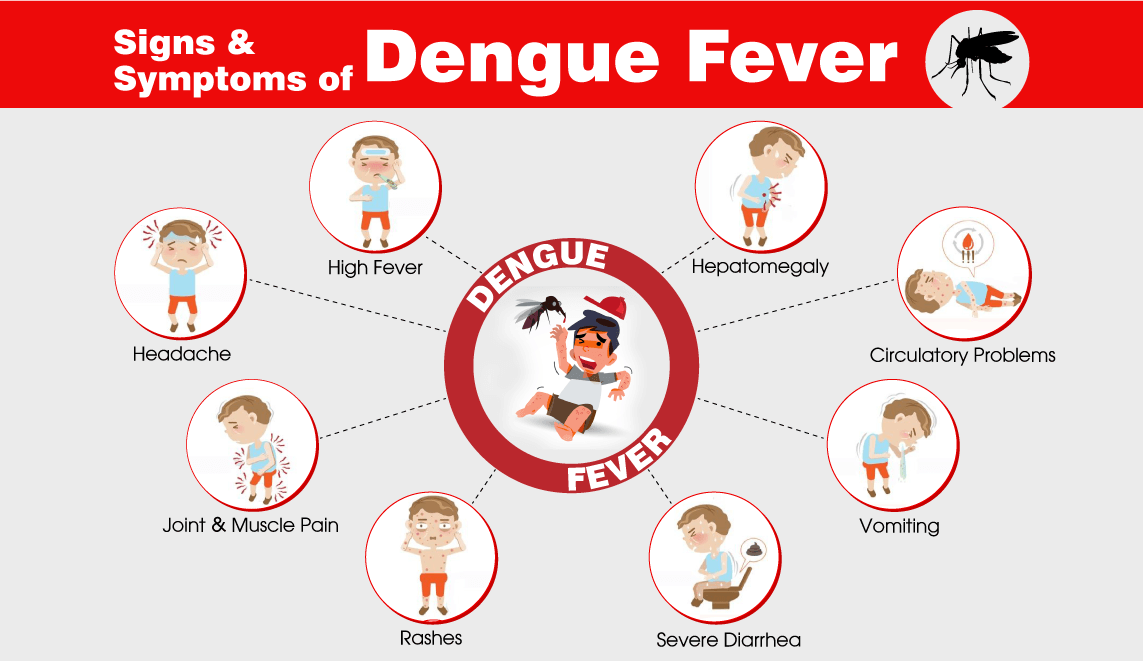 Signs &
Symptoms of
Dengue Fever
High Fever
Hepatomegaly
Headache
Circulatory Problems
DENGUE
FEVER
Joint & Muscle Pain
Vomiting
Rashes
Severe Diarrhea